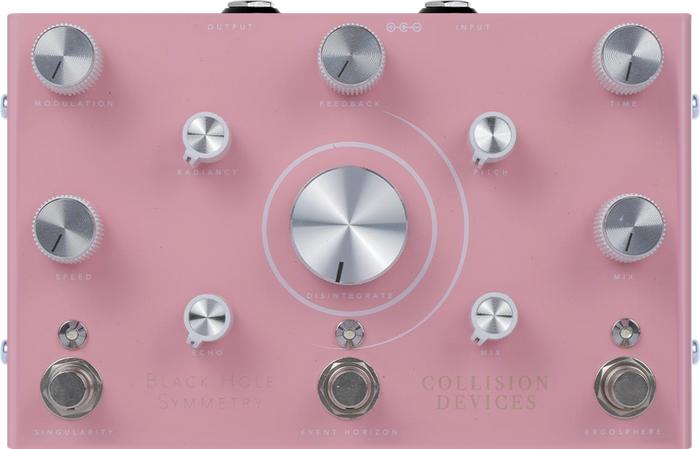 OUTPUT
INPUT
MODULATION
FEEDBACK
TIME
RADIANCY
PITCH
SPEED
DISINTEGRATE
MIX
ECHO
MIX
BLACK HOLE
SYMMETRY
COLLISION
DEVICES
SINGULARITY
EVENT HORIZON
ERGOSPHERE